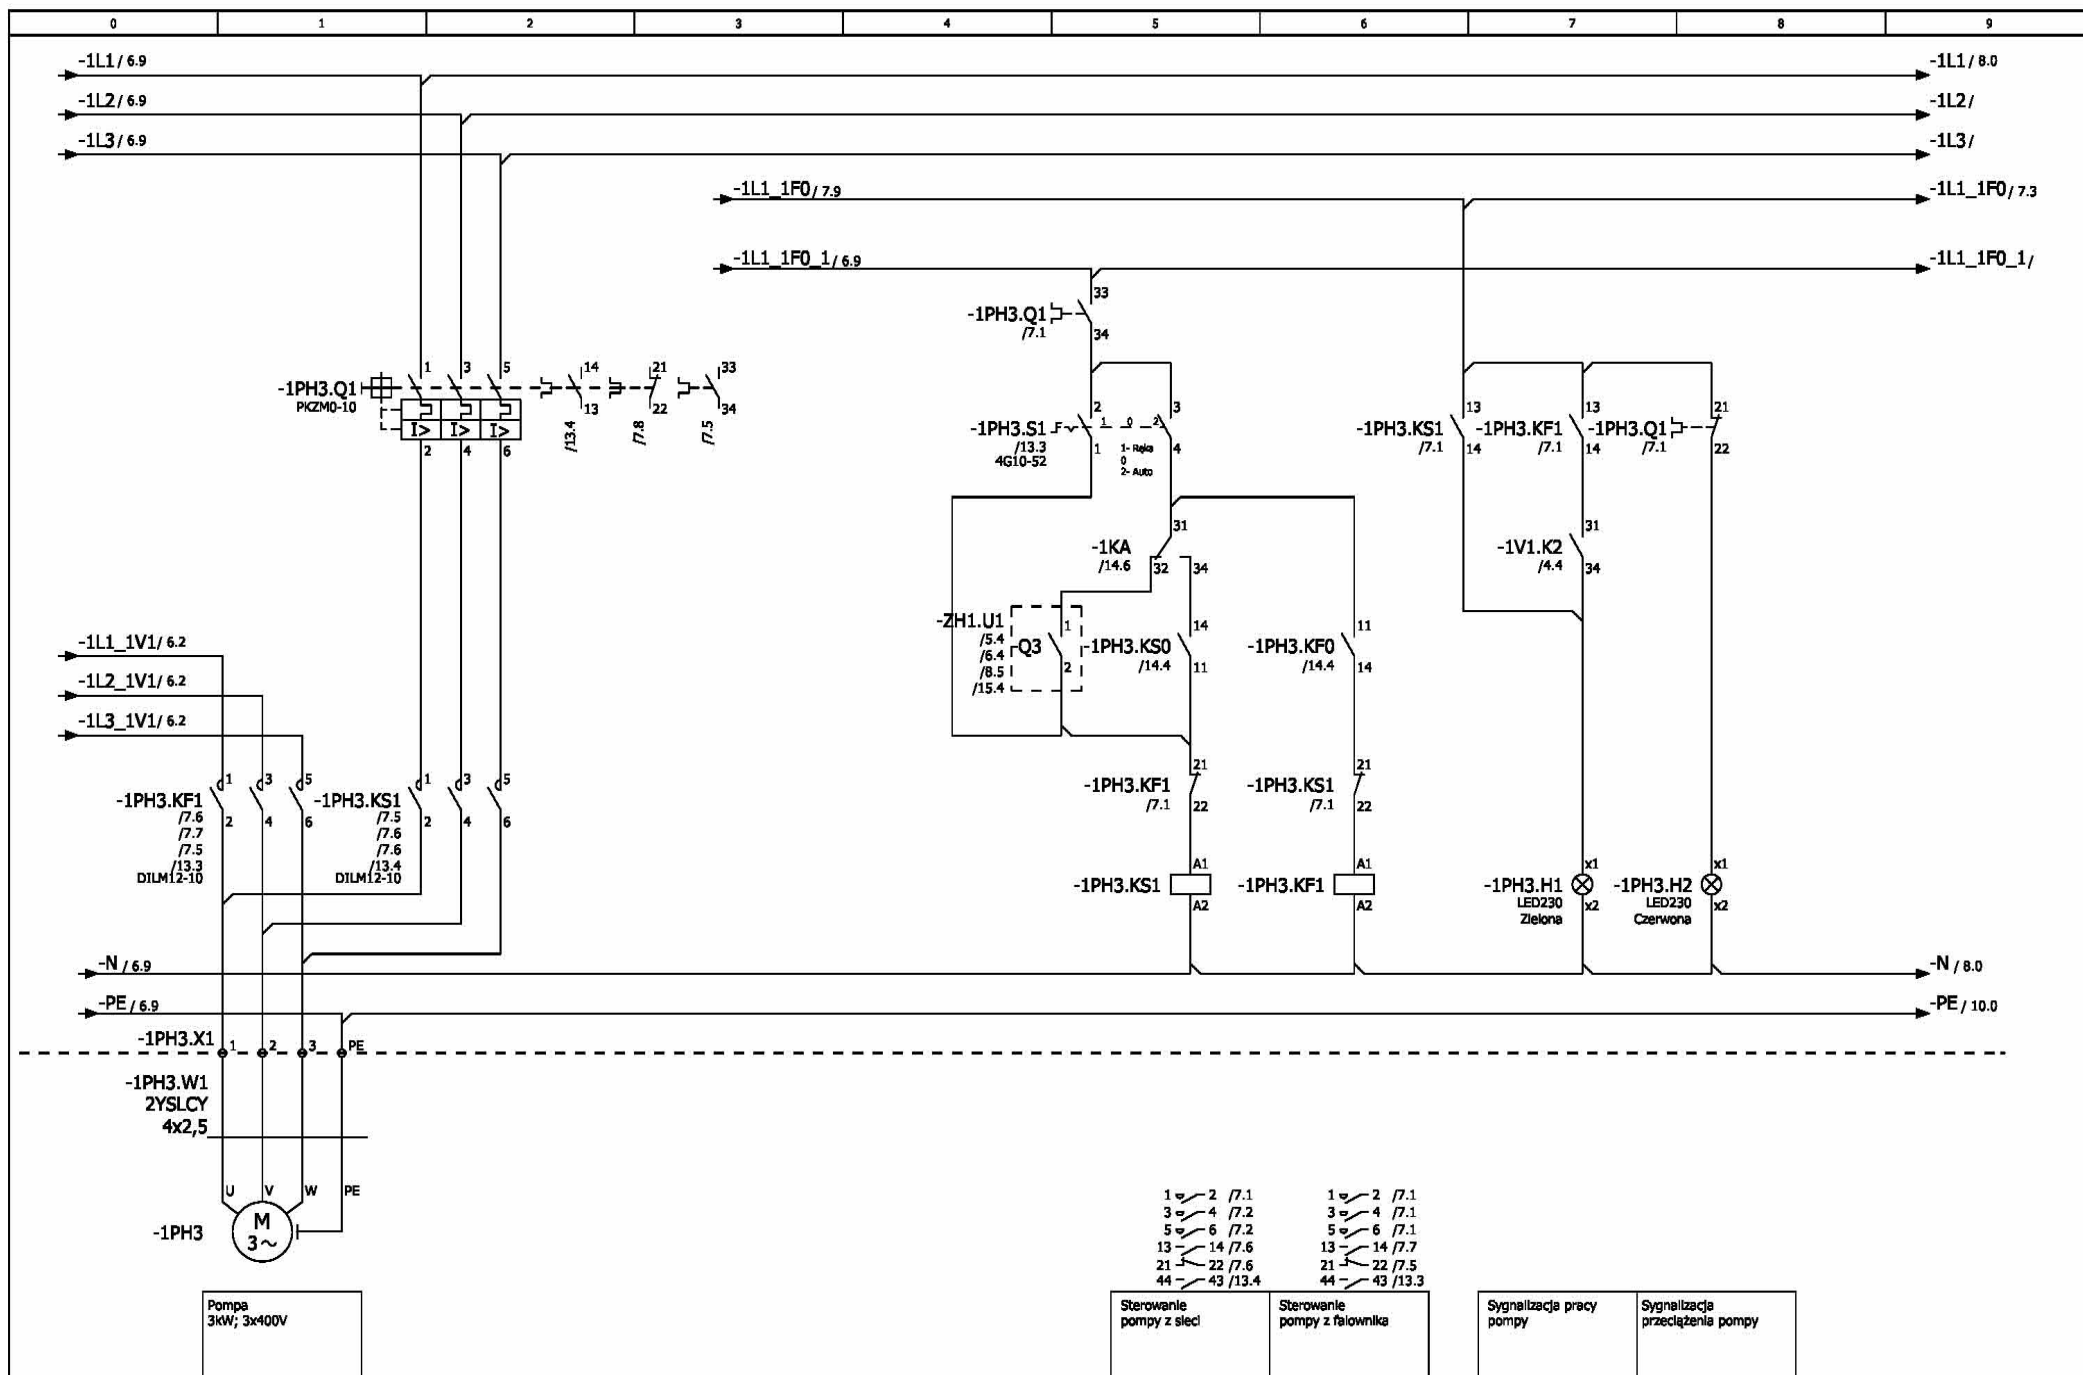 0 1 2 3 4 5 6 7 8 9
-1L1/ 6.9
-1L1/ 8.0
-1L2/ 6.9
-1L2/
-1L3/ 6.9
-1L3/
-1L1_1F0/ 7.9
-1L1_1F0/ 7.3
-1L1_1F0_1/ 6.9
-1L1_1F0_1/
33
-1PH3.Q1
/7.1
34
1 3 5 14 21 33
-1PH3.Q1
PKZM0-10
I> I> I>
2 4 6
13 22 34
/13.4 /7.8 /7.5
2 3
-1PH3.S1
/13.3
4G10-52
F
1 0 2
1 4
1- Ręka
0
2- Auto
13 13 21
-1PH3.KS1
/7.1
14
-1PH3.KF1
/7.1
14
-1PH3.Q1
/7.1
22
31
-1KA
/14.6
32 34
31
-1V1.K2
/4.4
34
-ZH1.U1
/5.4
/6.4
/8.5
/15.4
-Q3
1
2
14
-1PH3.KS0
/14.4
11
11
-1PH3.KF0
/14.4
14
-1L1_1V1/ 6.2
-1L2_1V1/ 6.2
-1L3_1V1/ 6.2
1 3 5 1 3 5
-1PH3.KF1
/7.6
/7.7
/7.5
/13.3
DILM12-10
2 4 6
-1PH3.KS1
/7.5
/7.6
/7.6
/13.4
DILM12-10
2 4 6
21
-1PH3.KF1
/7.1
22
21
-1PH3.KS1
/7.1
22
A1
-1PH3.KS1
A2
A1
-1PH3.KF1
A2
x1
-1PH3.H1
LED230
Zielona
x2
x1
-1PH3.H2
LED230
Czerwona
x2
-N / 6.9
-N / 8.0
-PE / 6.9
-PE / 10.0
-1PH3.X1
1 2 3 PE
-1PH3.W1
2YSLCY
4x2,5
U V W PE
-1PH3
M
3~
1 2 /7.1
3 4 /7.2
5 6 /7.2
13 14 /7.6
21 22 /7.6
44 43 /13.4
1 2 /7.1
3 4 /7.1
5 6 /7.1
13 14 /7.7
21 22 /7.5
44 43 /13.3
Pompa
3kW; 3x400V
Sterowanie
pompy z sieci
Sterowanie
pompy z falownika
Sygnalizacja pracy
pompy
Sygnalizacja
przeciążenia pompy